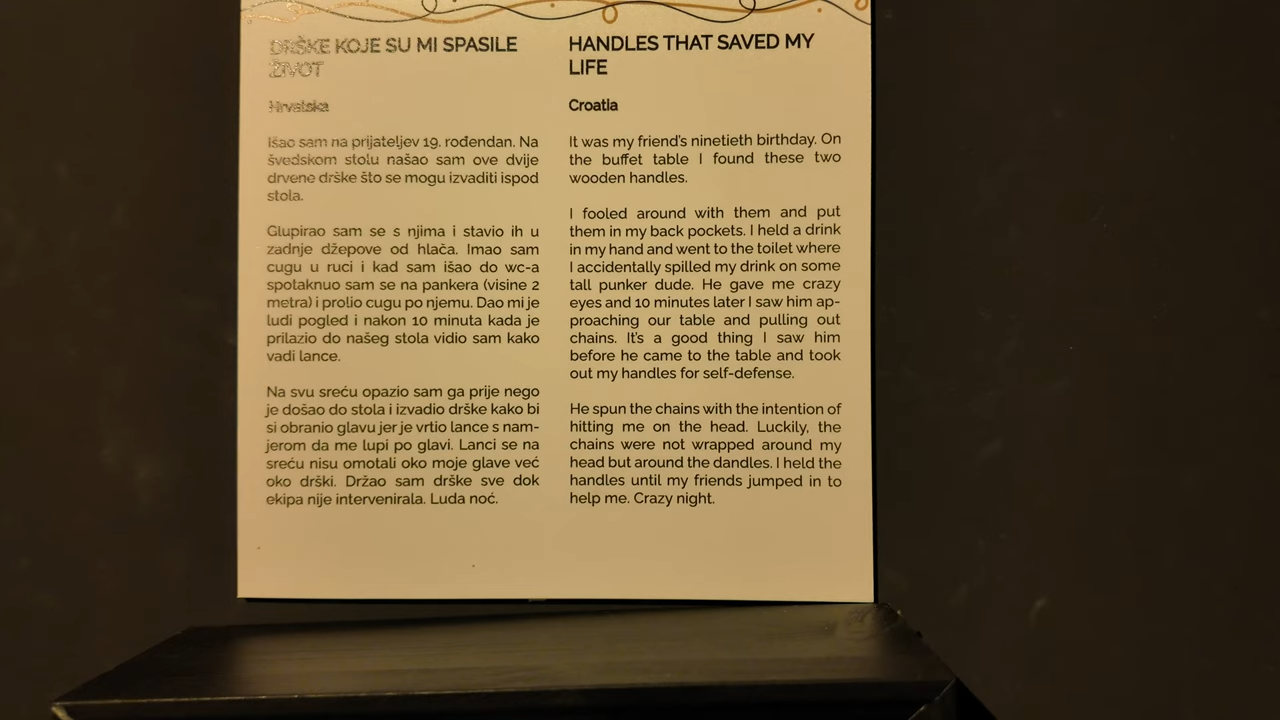 DRŠKE KOJE SU MI SPASILE
ŽIVOT
Hrvatska
Išao sam na prijateljev 19. rođendan. Na
švedskom stolu našao sam ove dvije
drvene drške što se mogu izvaditi ispod
stola.
Glupirao sam se s njima i stavio ih u
zadnje džepove od hlača. Imao sam
cugu u ruci i kad sam išao do wc-a
spotaknuo sam se na pankera (visine 2
metra) i prolio cugu po njemu. Dao mi je
ludi pogled i nakon 10 minuta kada je
prilazio do našeg stola vidio sam kako
vadi lance.
Na svu sreću opazio sam ga prije nego
je došao do stola i izvadio drške kako bi
si obranio glavu jer je vrtio lance s nam-
jerom da me lupi po glavi. Lanci se na
sreću nisu omotali oko moje glave već
oko drški. Držao sam drške sve dok
ekipa nije intervenirala. Luda noć.
HANDLES THAT SAVED MY
LIFE
Croatia
It was my friend's ninetieth birthday. On
the buffet table I found these two
wooden handles.
I fooled around with them and put
them in my back pockets. I held a drink
in my hand and went to the toilet where
I accidentally spilled my drink on some
tall punker dude. He gave me crazy
eyes and 10 minutes later I saw him ap-
proaching our table and pulling out
chains. It's a good thing I saw him
before he came to the table and took
out my handles for self-defense.
He spun the chains with the intention of
hitting me on the head. Luckily, the
chains were not wrapped around my
head but around the dandles. I held the
handles until my friends jumped in to
help me. Crazy night.